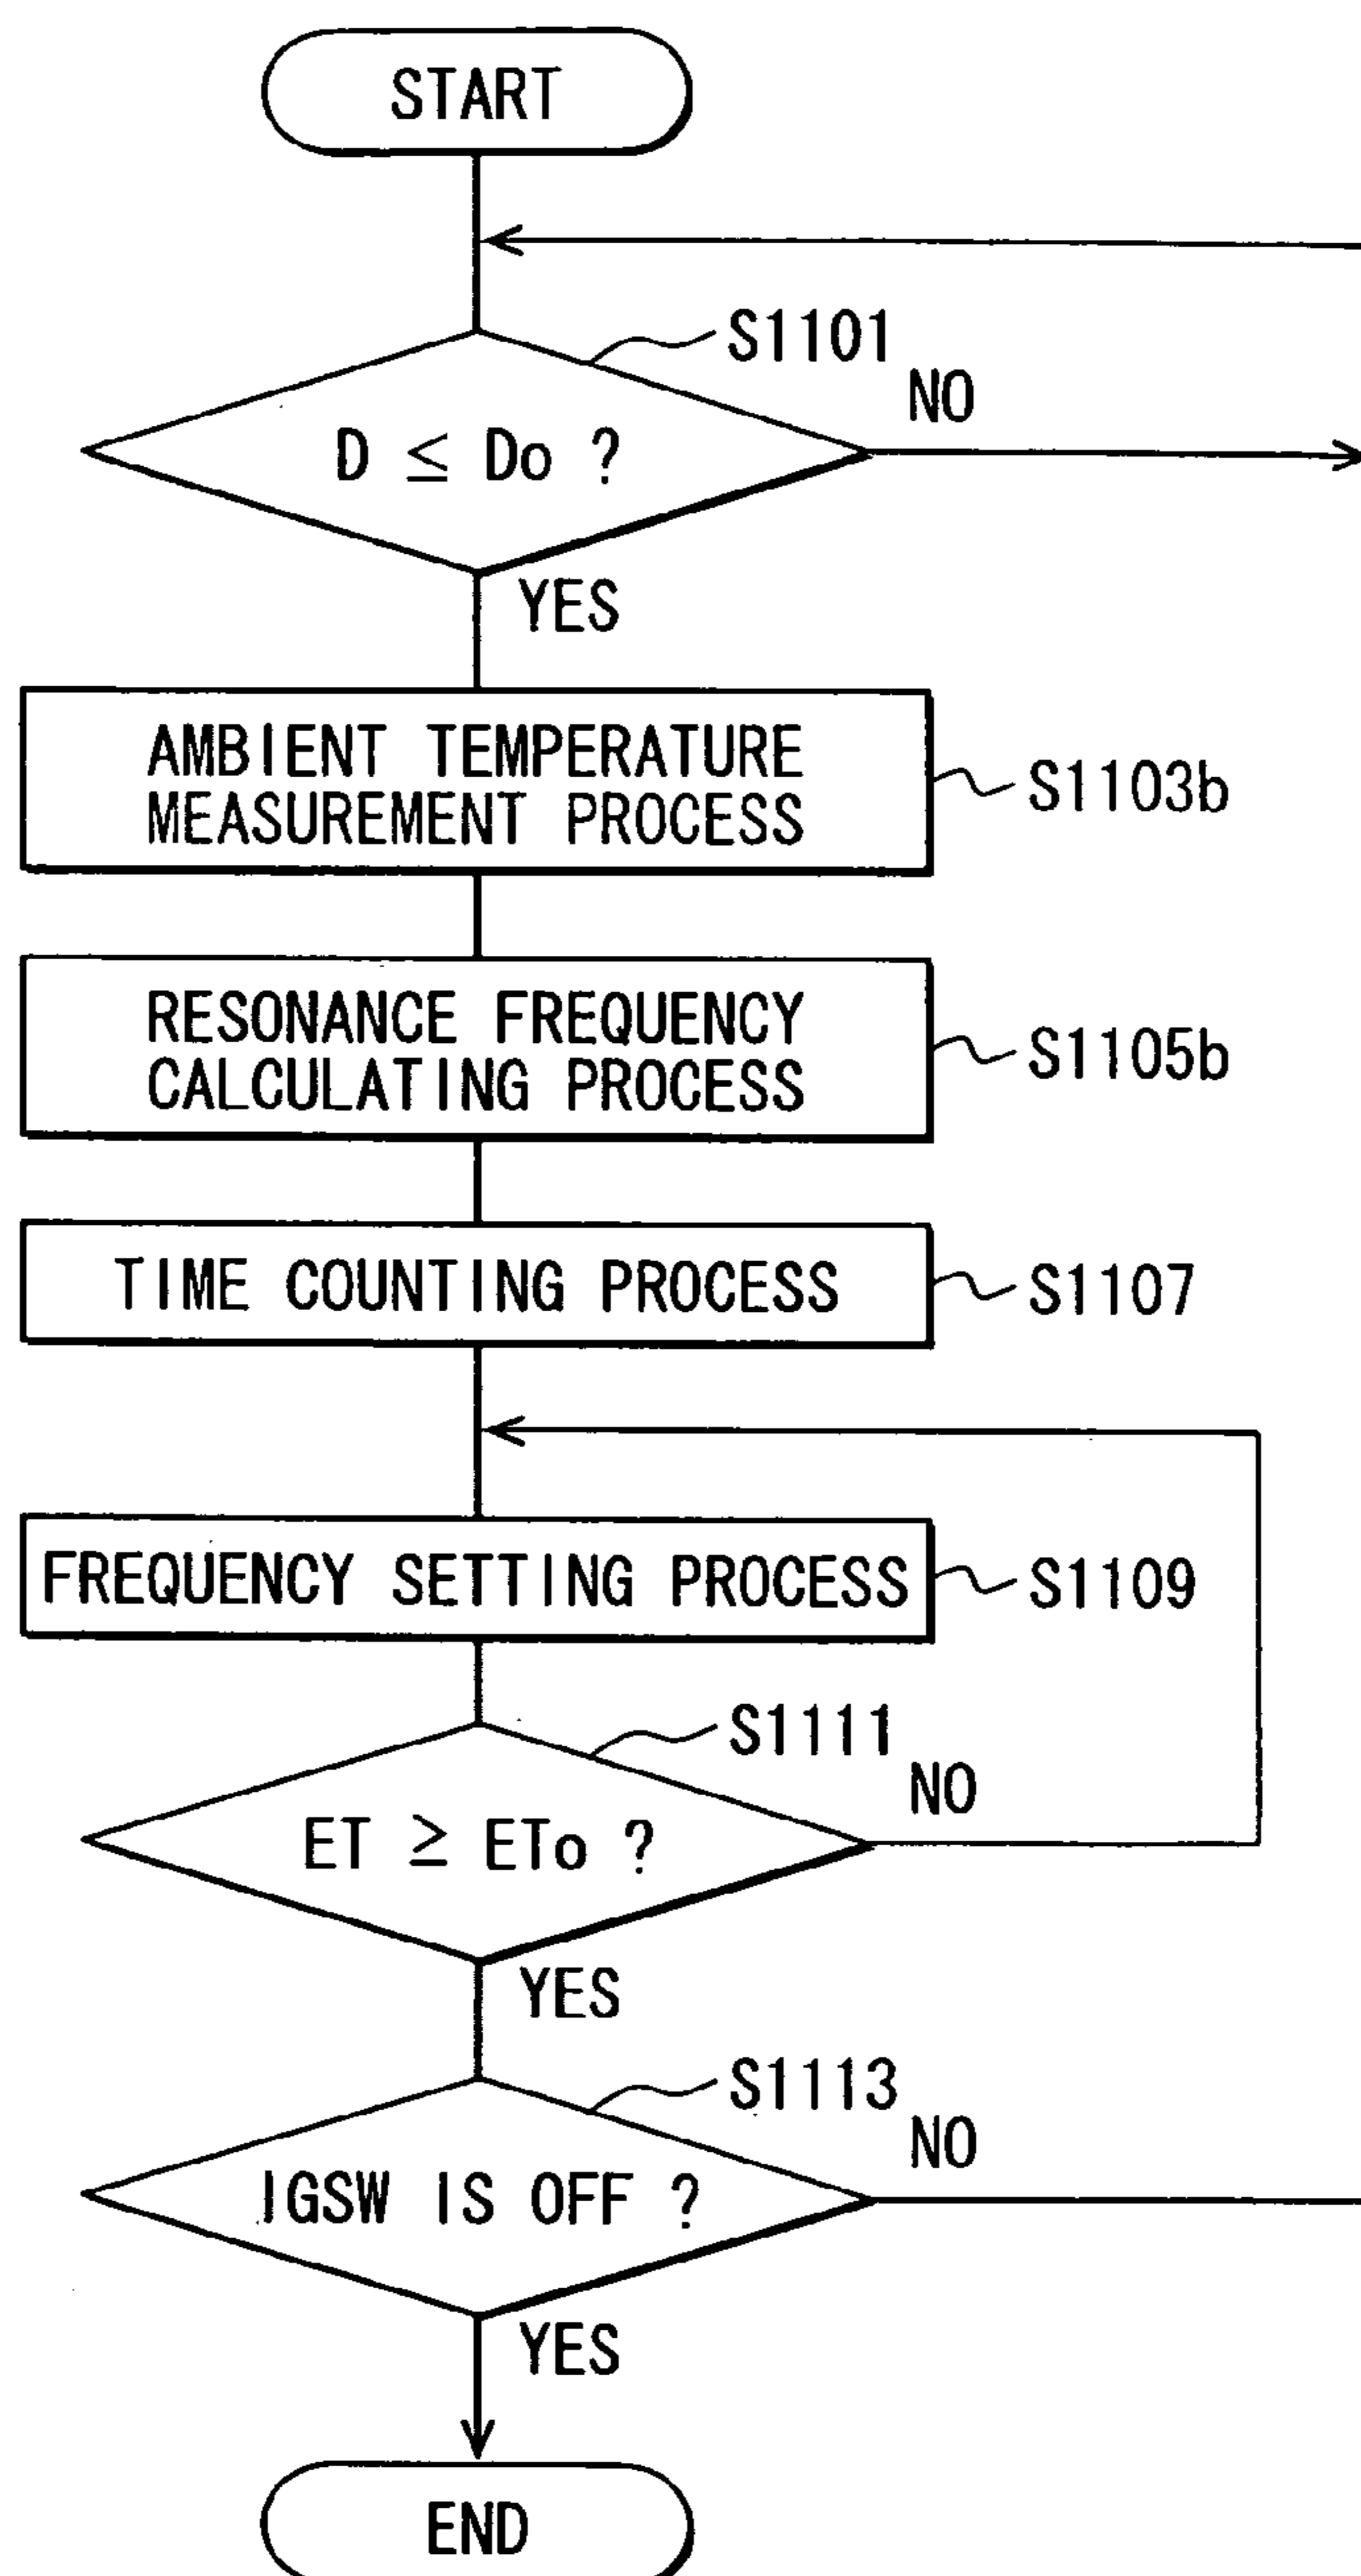 START
S1101
NO
D ≤ Do ?
YES
AMBIENT TEMPERATURE
MEASUREMENT PROCESS
S1103b
RESONANCE FREQUENCY
CALCULATING PROCESS
S1105b
TIME COUNTING PROCESS
S1107
FREQUENCY SETTING PROCESS
S1109
S1111
NO
ET ≥ ETo ?
YES
S1113
NO
IGSW IS OFF ?
YES
END